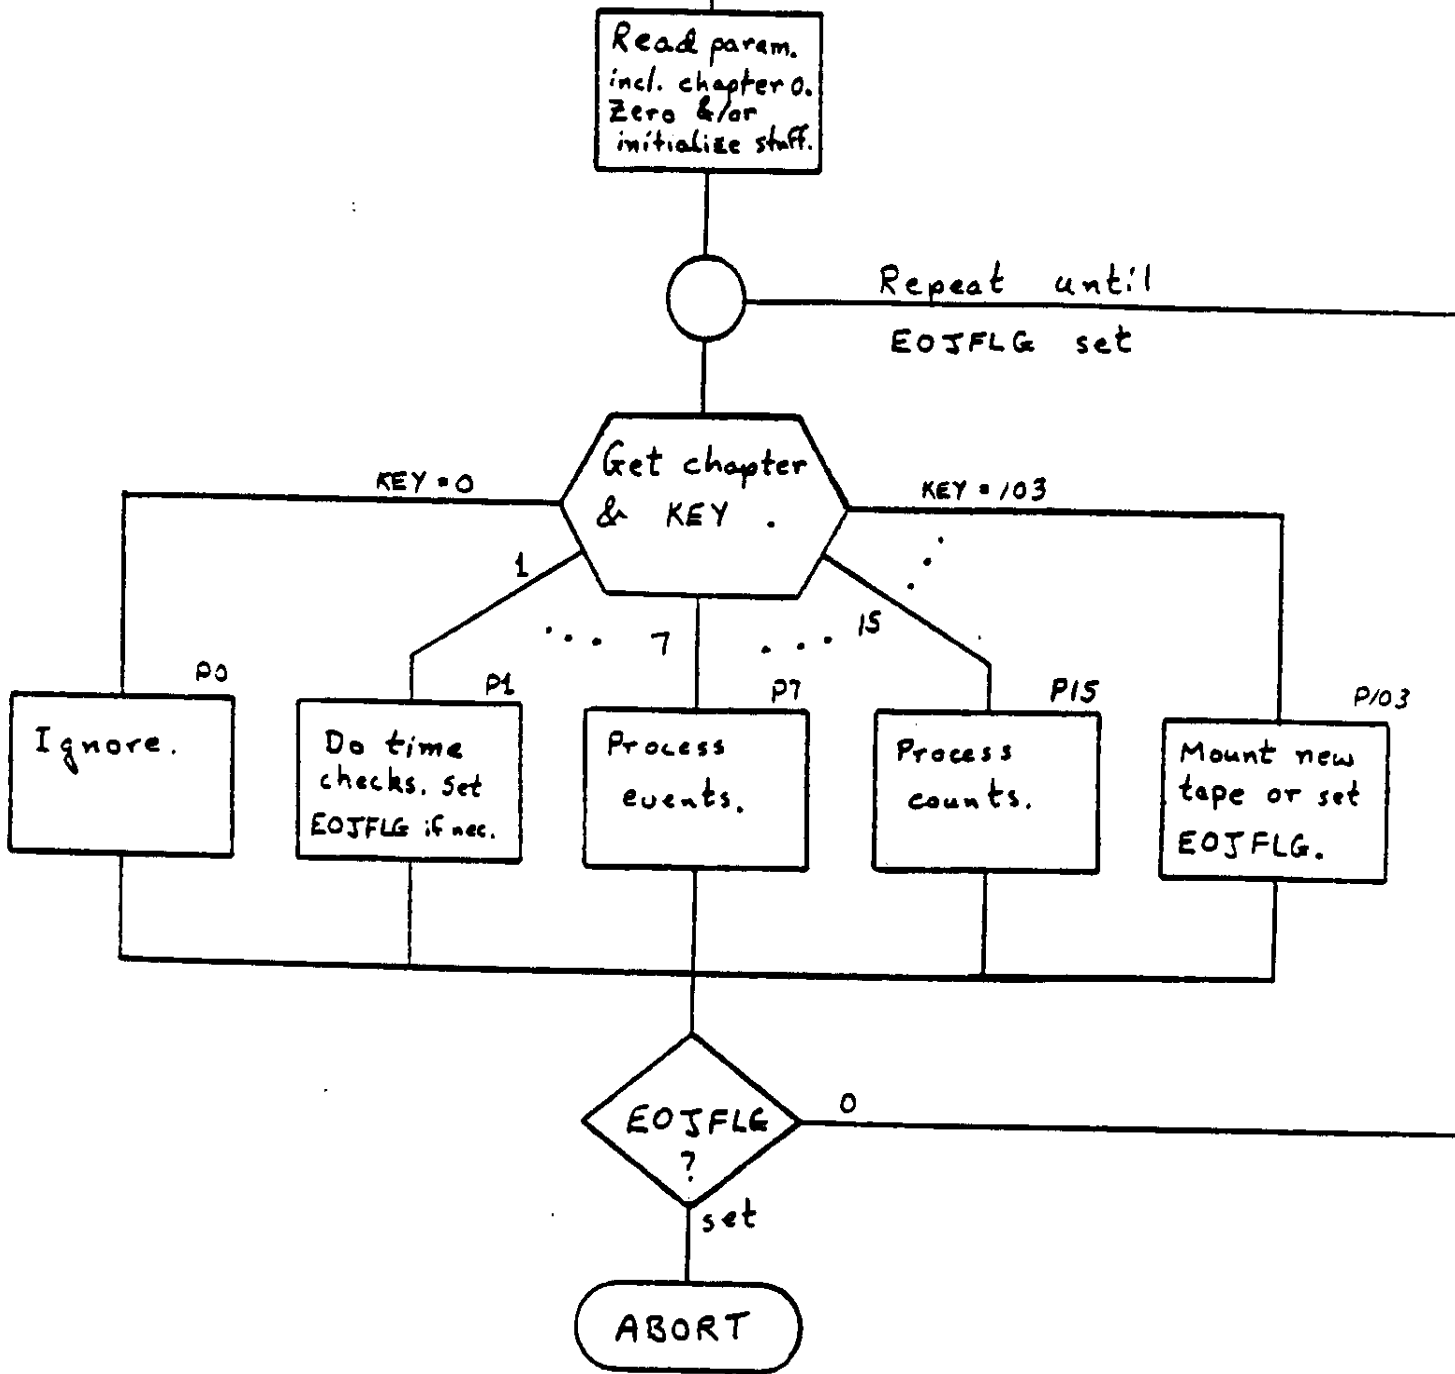 Read param.
incl. chapter 0.
Zero &/or
initialize stuff.
Repeat until
EOJFLG set
Get chapter
& KEY .
KEY = 0
KEY = 103
1
... 7
... 15
...
P0
P1
P7
P15
P103
Ignore.
Do time
checks. Set
EOJFLG if nec.
Process
events.
Process
counts.
Mount new
tape or set
EOJFLG.
EOJFLG
?
0
set
ABORT